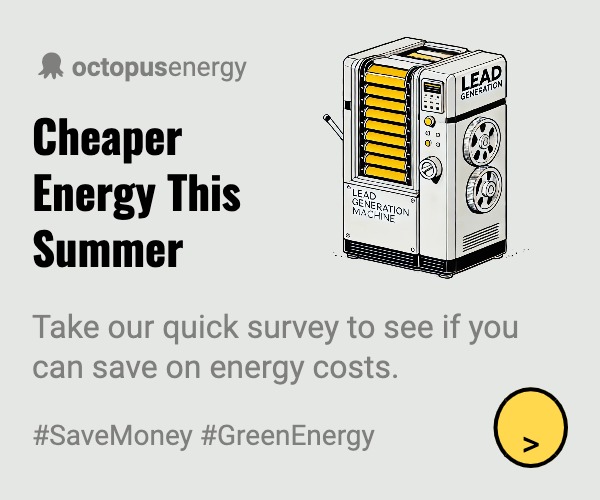 octopusenergy
Cheaper
Energy This
Summer
LEAD
GENERATION
LEAD
GENERATION
MACHINE
Take our quick survey to see if you
can save on energy costs.
#SaveMoney #GreenEnergy
>